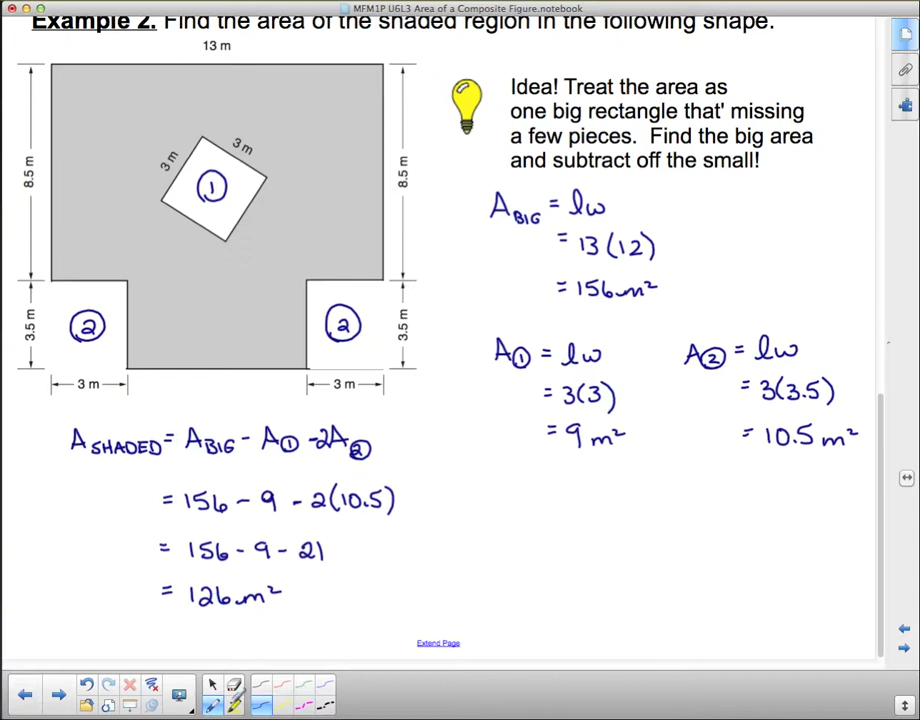 MFM1P U6L3 Area of a Composite Figure.notebook
Example 2. Find the area of the shaded region in the following shape.
13 m
8.5 m
3 m
3 m
8.5 m
1
3.5 m
2
2
3.5 m
3 m
3 m
Idea! Treat the area as
one big rectangle that' missing
a few pieces. Find the big area
and subtract off the small!
A BIG = lw
= 13(12)
= 156 m²
A① = lw
= 3(3)
= 9 m²
A② = lw
= 3(3.5)
= 10.5 m²
A SHADED = A BIG - A① - 2A②
= 156 - 9 - 2(10.5)
= 156 - 9 - 21
= 126 m²
Extend Page